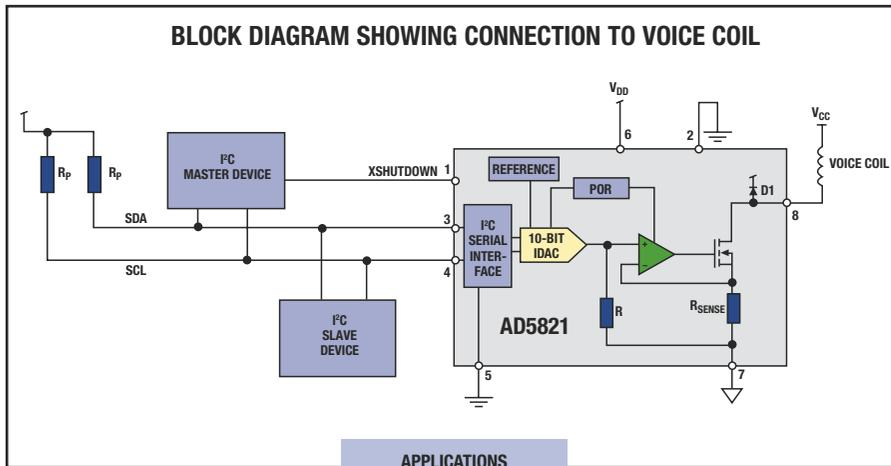 BLOCK DIAGRAM SHOWING CONNECTION TO VOICE COIL
VDD
VCC
6
2
I²C
MASTER DEVICE
RP
RP
XSHUTDOWN
1
REFERENCE
POR
D1
VOICE COIL
8
SDA
3
I²C
SERIAL
INTER-
FACE
10-BIT
IDAC
+
–
SCL
4
R
RSENSE
AD5821
I²C
SLAVE
DEVICE
5
7
APPLICATIONS